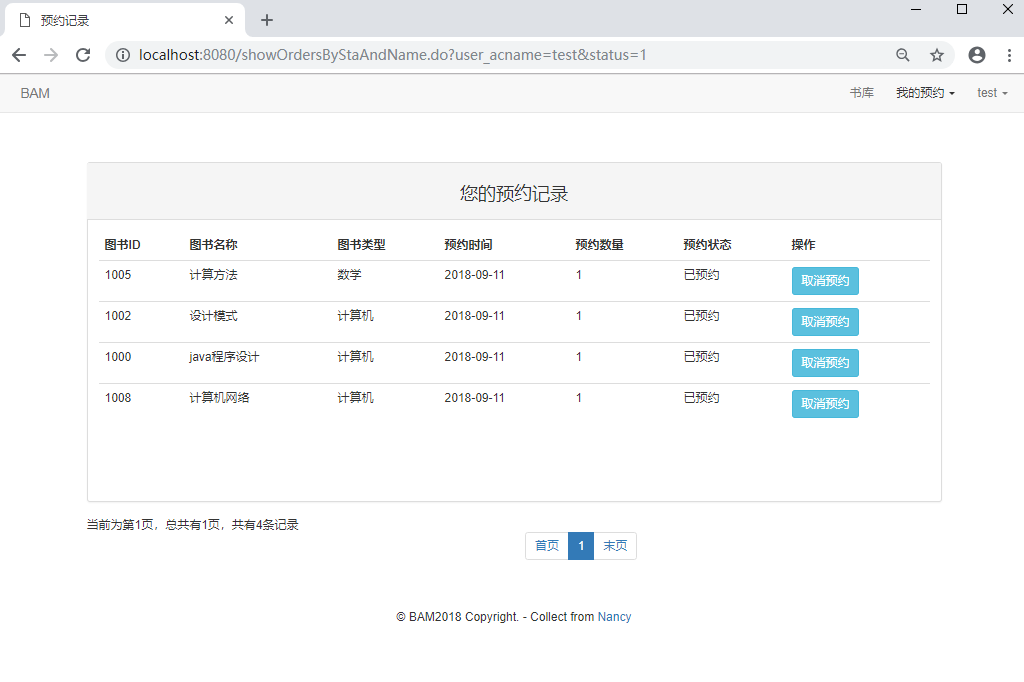 预约记录
localhost:8080/showOrdersByStaAndName.do?user_acname=test&status=1
BAM 书库 我的预约 test
您的预约记录
图书ID 图书名称 图书类型 预约时间 预约数量 预约状态 操作
1005 计算方法 数学 2018-09-11 1 已预约 取消预约
1002 设计模式 计算机 2018-09-11 1 已预约 取消预约
1000 java程序设计 计算机 2018-09-11 1 已预约 取消预约
1008 计算机网络 计算机 2018-09-11 1 已预约 取消预约
当前为第1页，总共有1页，共有4条记录
首页 1 末页
© BAM2018 Copyright. - Collect from Nancy